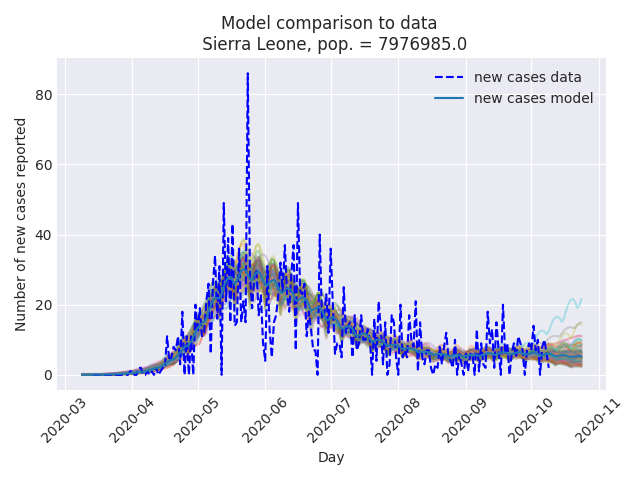 Model comparison to data
Sierra Leone, pop. = 7976985.0
new cases data
new cases model
Number of new cases reported
80
60
40
20
0
2020-03
2020-04
2020-05
2020-06
2020-07
2020-08
2020-09
2020-10
2020-11
Day